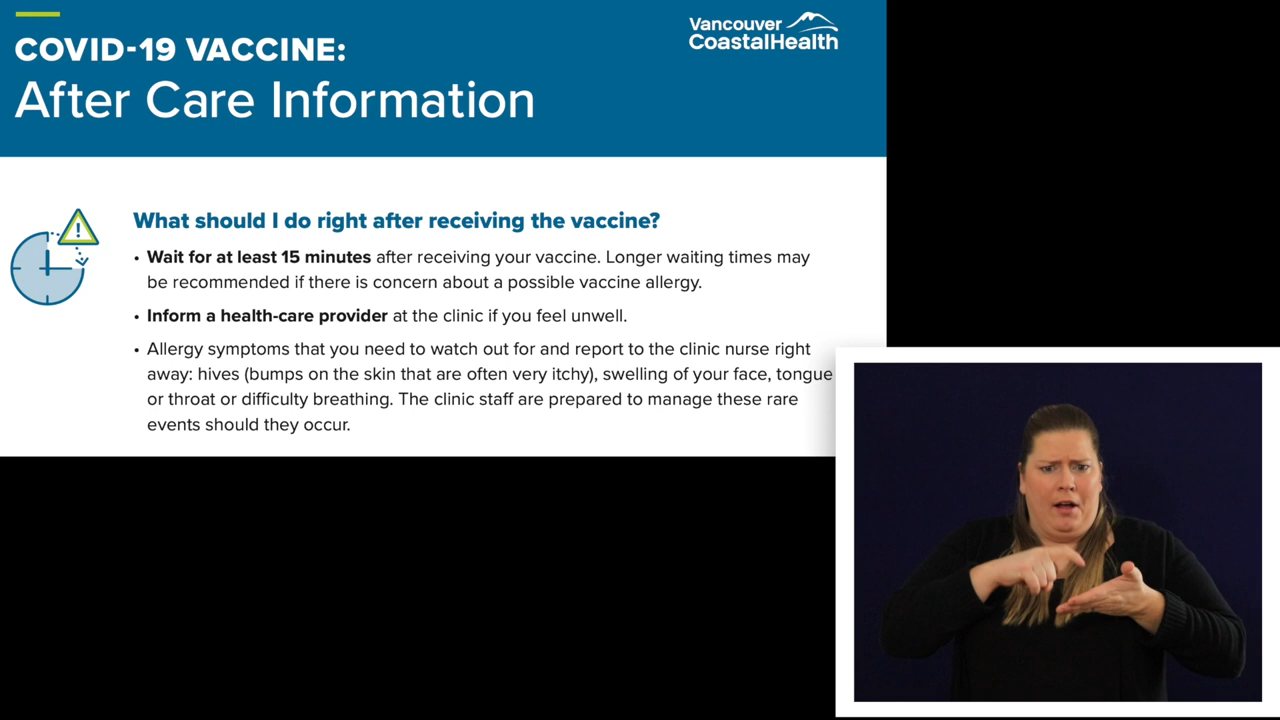 COVID-19 VACCINE:
After Care Information
Vancouver
CoastalHealth
What should I do right after receiving the vaccine?
• Wait for at least 15 minutes after receiving your vaccine. Longer waiting times may
be recommended if there is concern about a possible vaccine allergy.
• Inform a health-care provider at the clinic if you feel unwell.
• Allergy symptoms that you need to watch out for and report to the clinic nurse right
away: hives (bumps on the skin that are often very itchy), swelling of your face, tongue
or throat or difficulty breathing. The clinic staff are prepared to manage these rare
events should they occur.